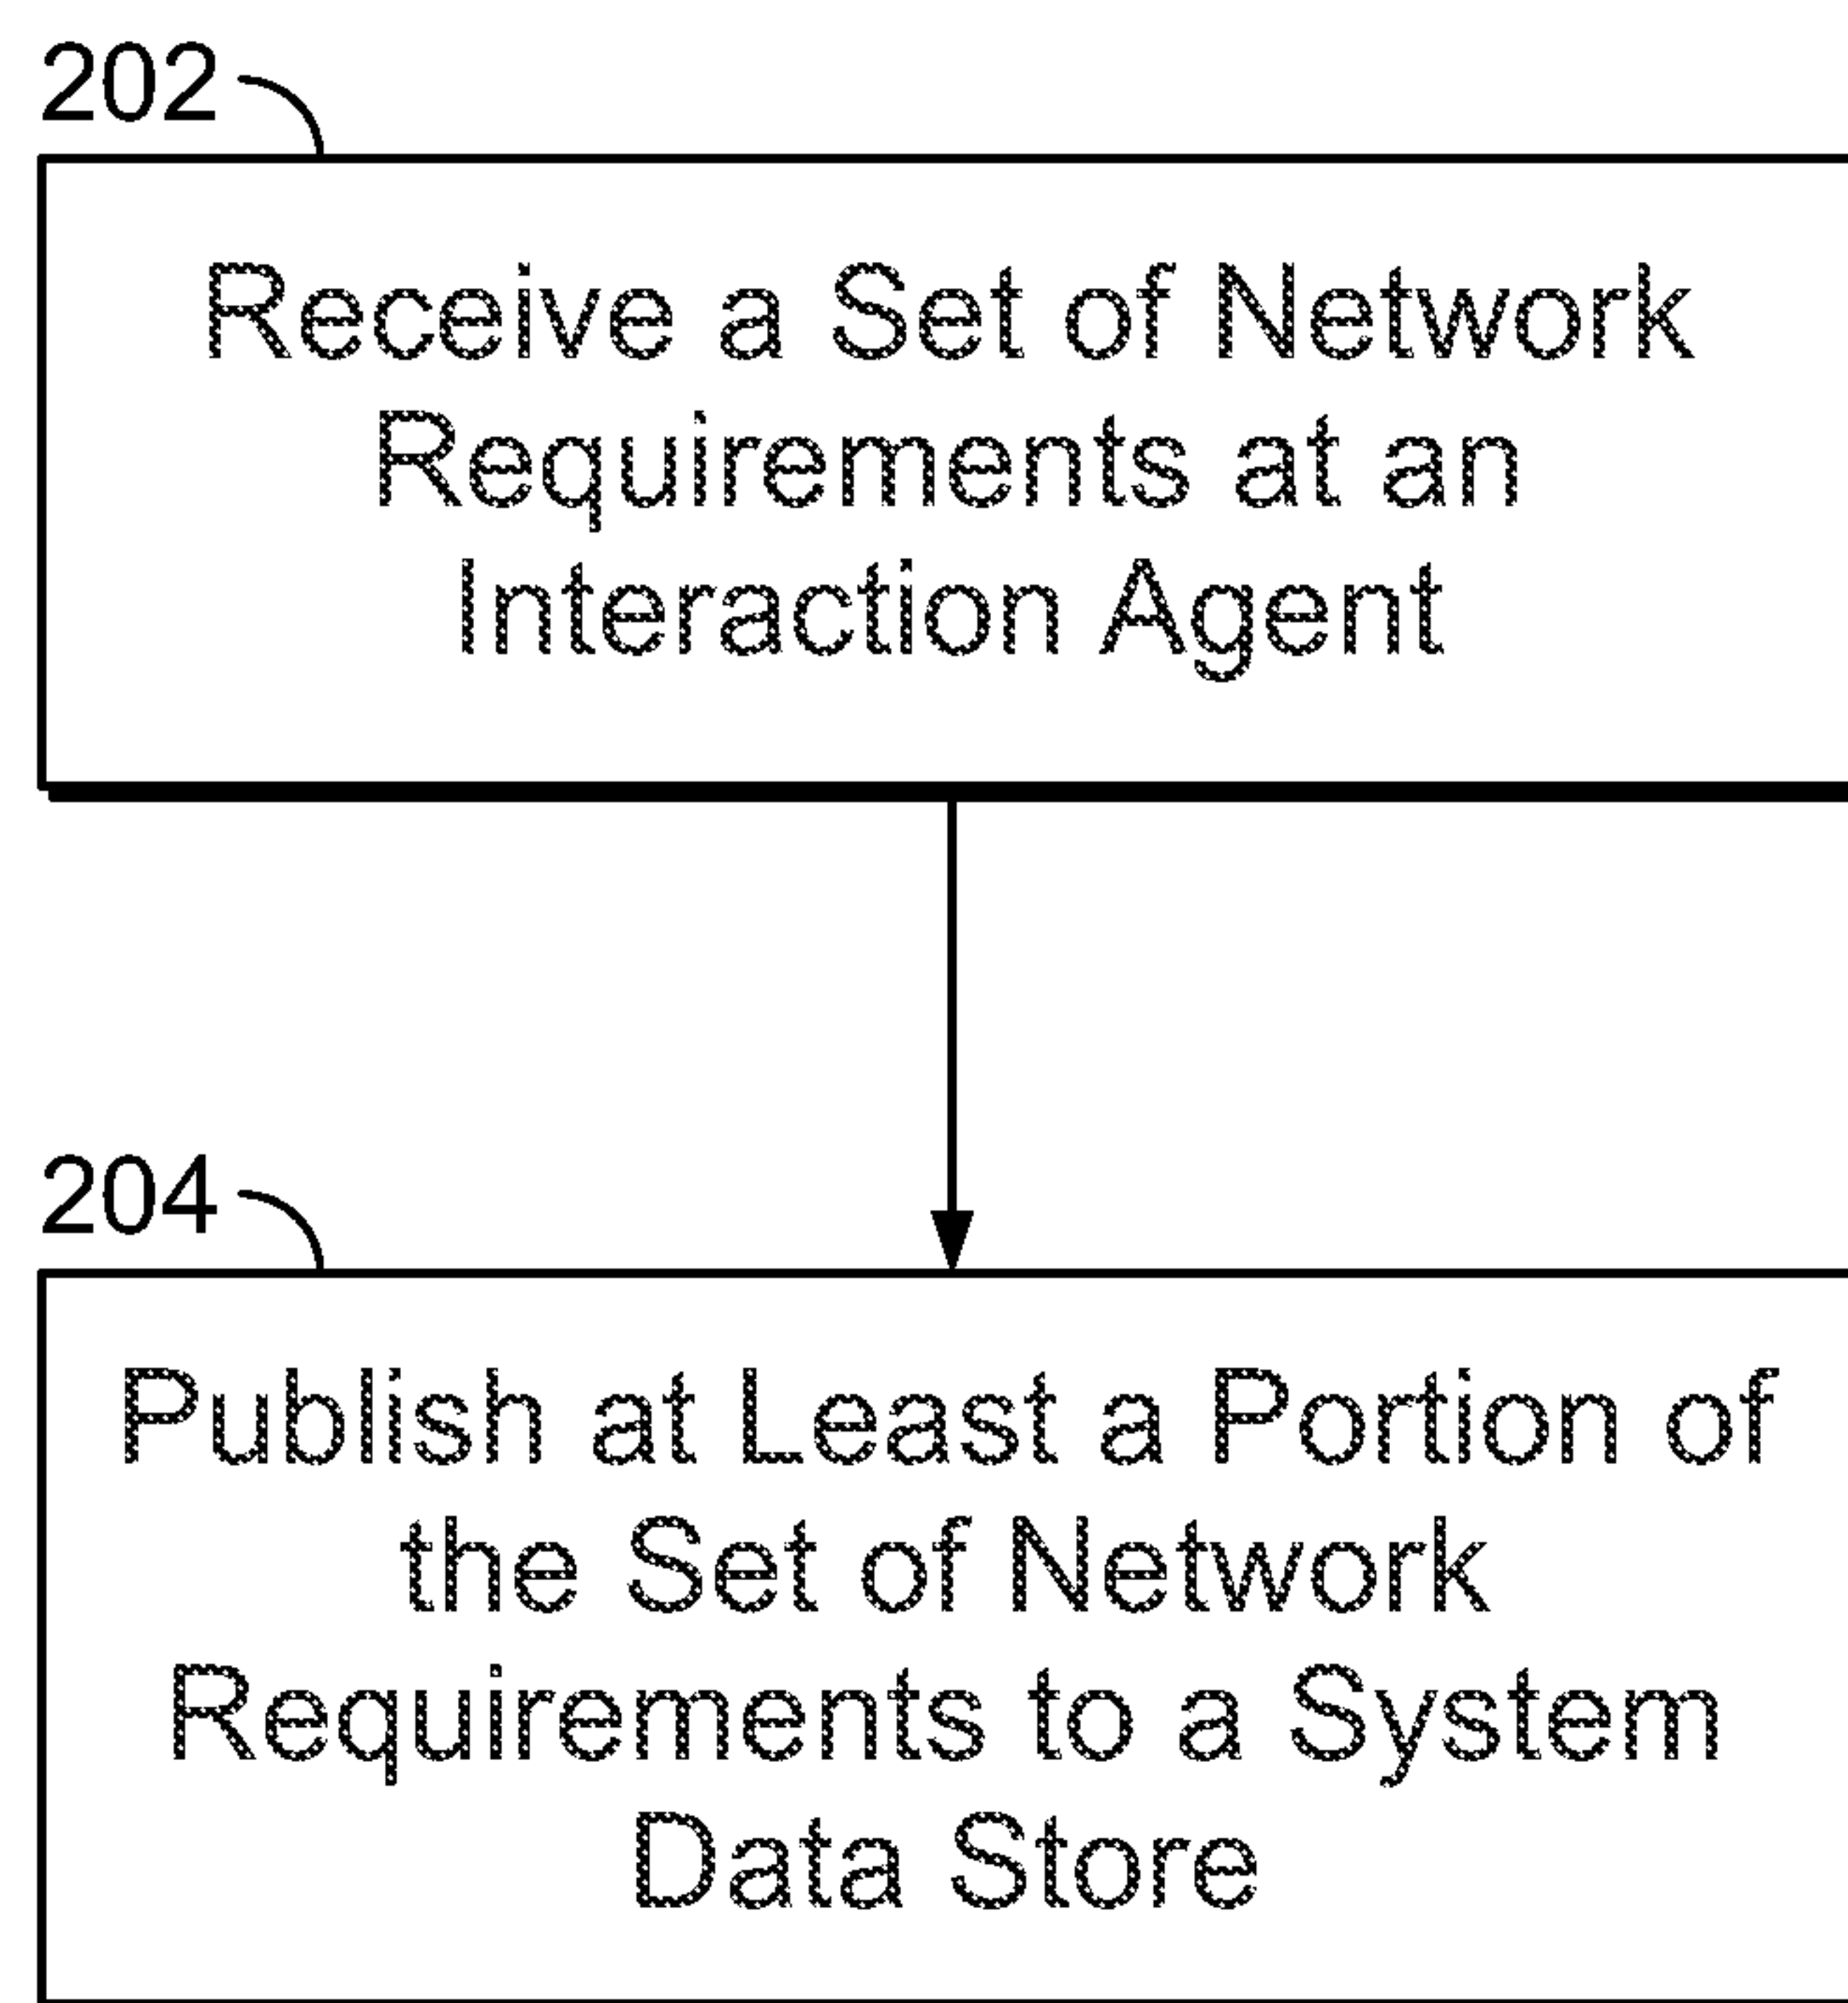 202
Receive a Set of Network
Requirements at an
Interaction Agent
204
Publish at Least a Portion of
the Set of Network
Requirements to a System
Data Store